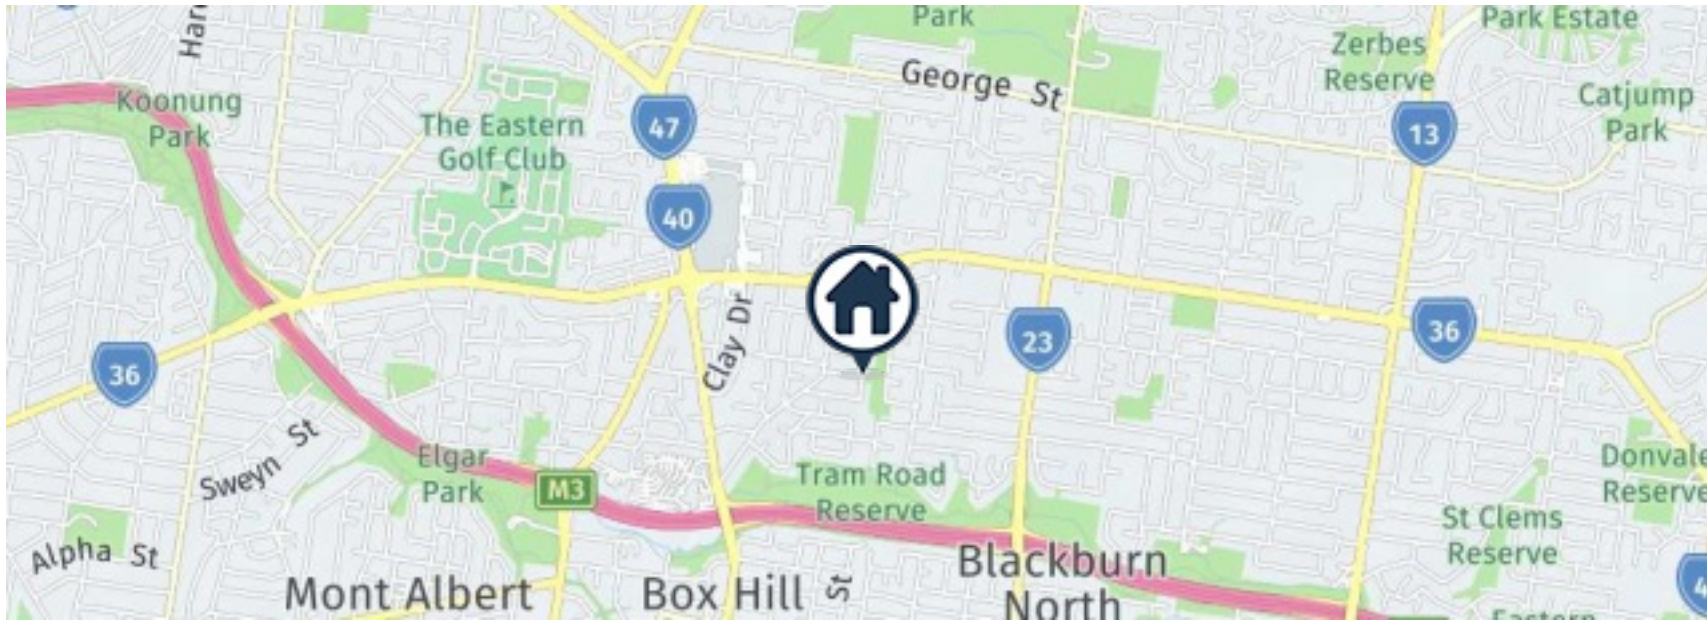 Park
Park Estate
Zerbes
Reserve
George St
Koonung
Park
Catjump
Park
The Eastern
Golf Club
47
13
40
36
23
36
Clay Dr
Sweyn St
Elgar
Park
M3
Tram Road
Reserve
Donvale
Reserve
St Clems
Reserve
Alpha St
Mont Albert
Box Hill
St
Blackburn
North